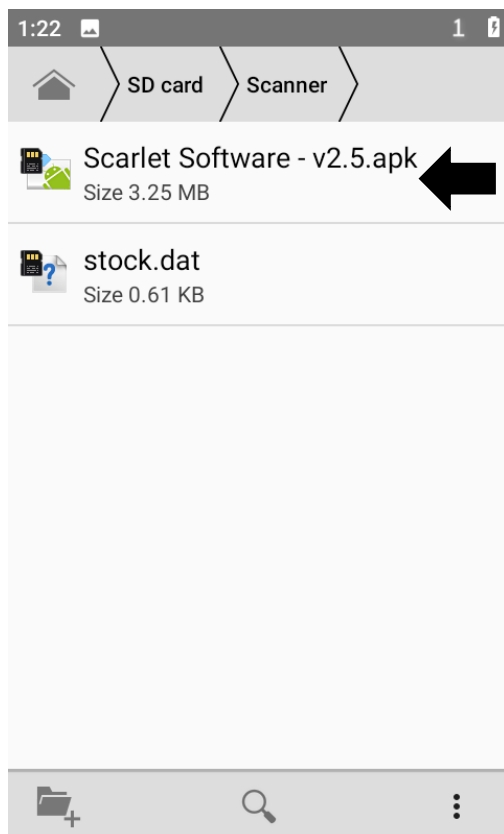 1:22 1
SD card Scanner
Scarlet Software - v2.5.apk
Size 3.25 MB
?
stock.dat
Size 0.61 KB